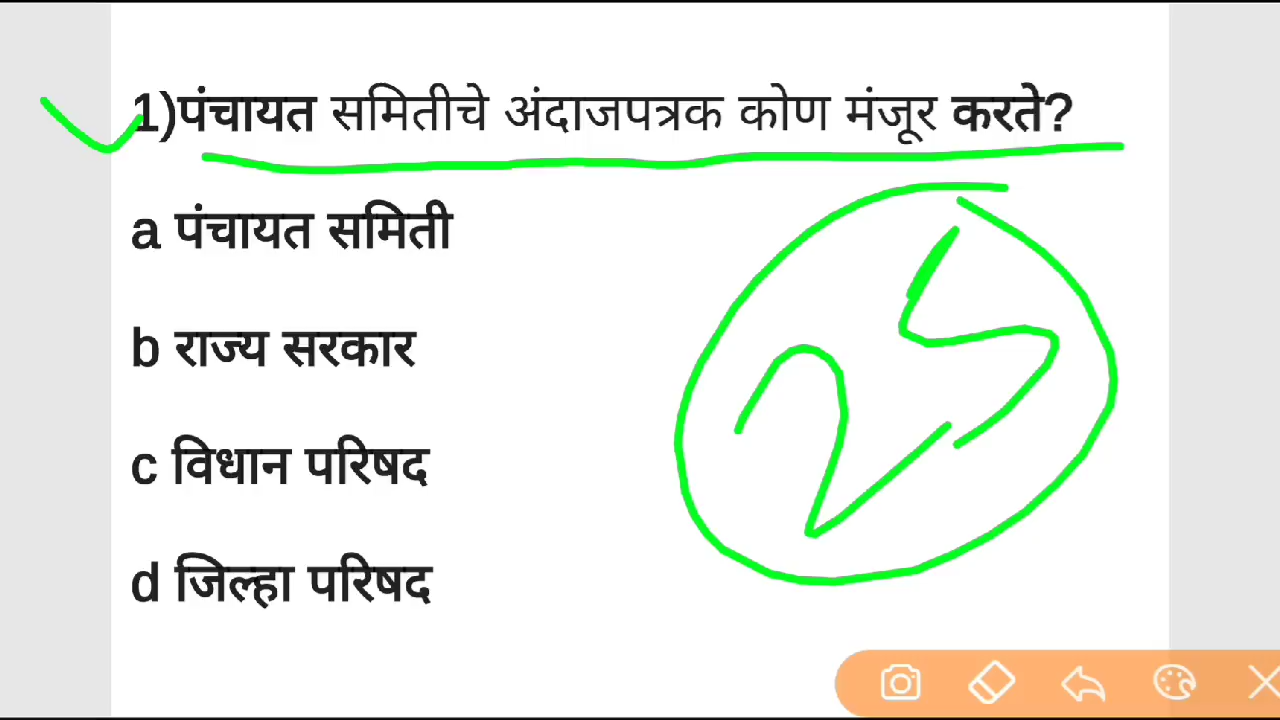 1)पंचायत समितीचे अंदाजपत्रक कोण मंजूर करते?
a पंचायत समिती
25
b राज्य सरकार
c विधान परिषद
d जिल्हा परिषद